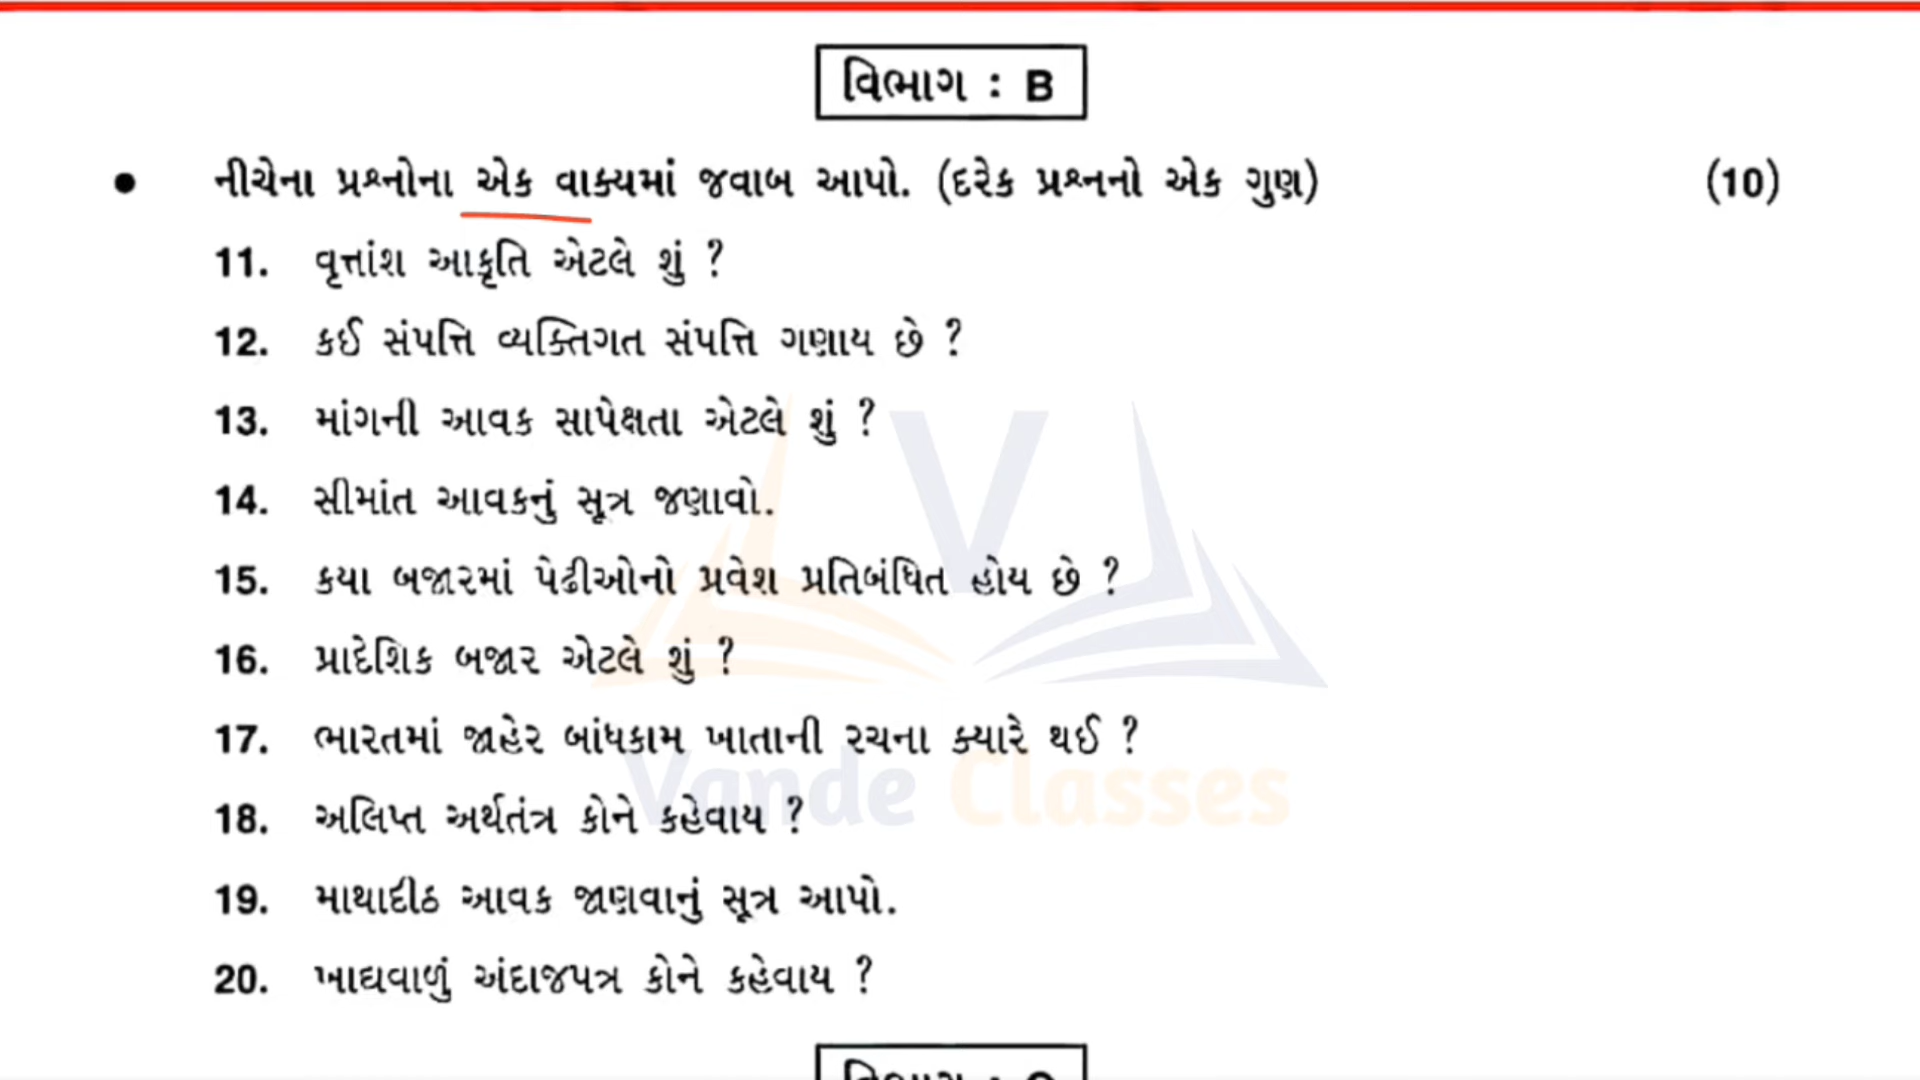 વિભાગ : B
• નીચેના પ્રશ્નોના એક વાક્યમાં જવાબ આપો. (દરેક પ્રશ્નનો એક ગુણ) (10)
11. વૃત્તાંશ આકૃતિ એટલે શું ?
12. કઈ સંપત્તિ વ્યક્તિગત સંપત્તિ ગણાય છે ?
13. માંગની આવક સાપેક્ષતા એટલે શું ?
14. સીમાંત આવકનું સૂત્ર જણાવો.
15. કયા બજારમાં પેઢીઓનો પ્રવેશ પ્રતિબંધિત હોય છે ?
16. પ્રાદેશિક બજાર એટલે શું ?
17. ભારતમાં જાહેર બાંધકામ ખાતાની રચના ક્યારે થઈ ?
Vande Classes
18. અલિપ્ત અર્થતંત્ર કોને કહેવાય ?
19. માથાદીઠ આવક જાણવાનું સૂત્ર આપો.
20. ખાદ્યવાળું અંદાજપત્ર કોને કહેવાય ?